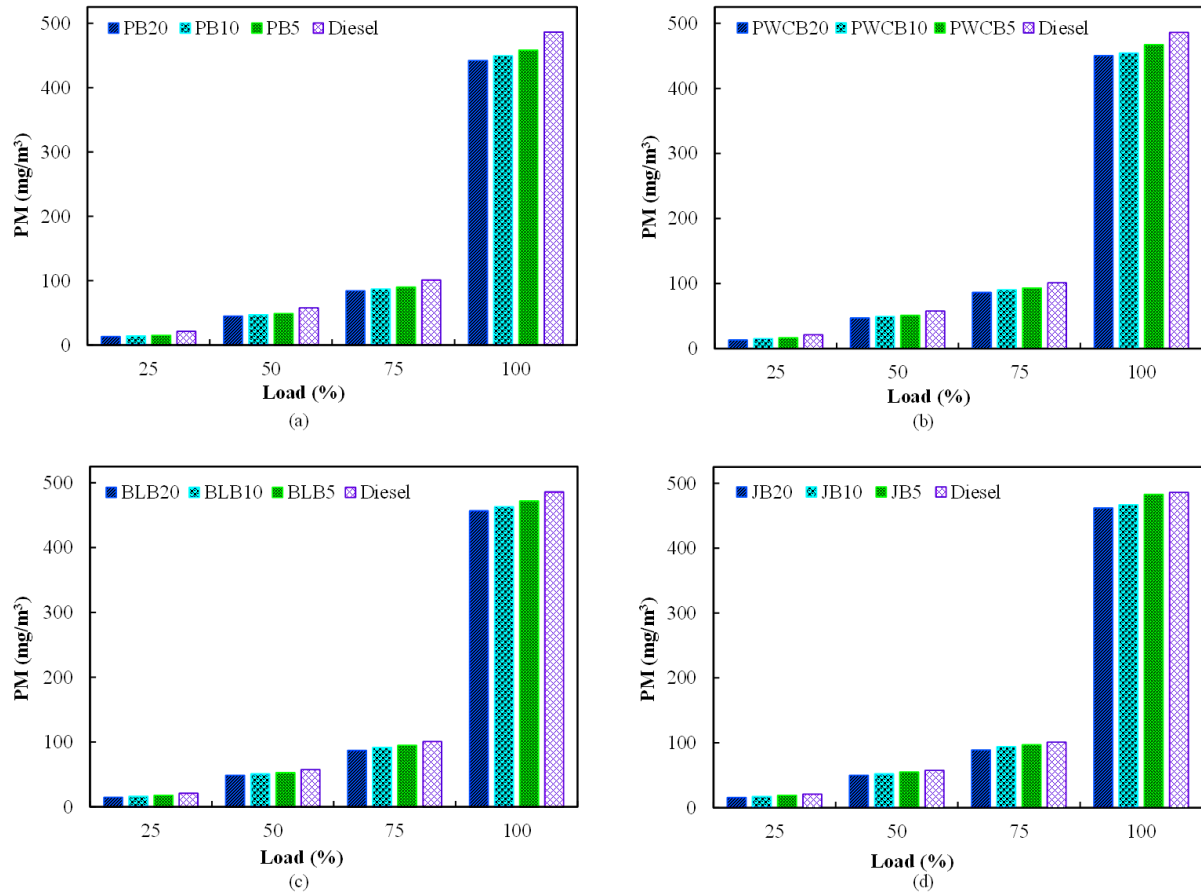 PB20 PB10 PB5 Diesel
500
400
300
200
100
0
PM (mg/m³)
25 50 75 100
Load (%)
(a)
PWCB20 PWCB10 PWCB5 Diesel
500
400
300
200
100
0
PM (mg/m³)
25 50 75 100
Load (%)
(b)
BLB20 BLB10 BLB5 Diesel
500
400
300
200
100
0
PM (mg/m³)
25 50 75 100
Load (%)
(c)
JB20 JB10 JB5 Diesel
500
400
300
200
100
0
PM (mg/m³)
25 50 75 100
Load (%)
(d)